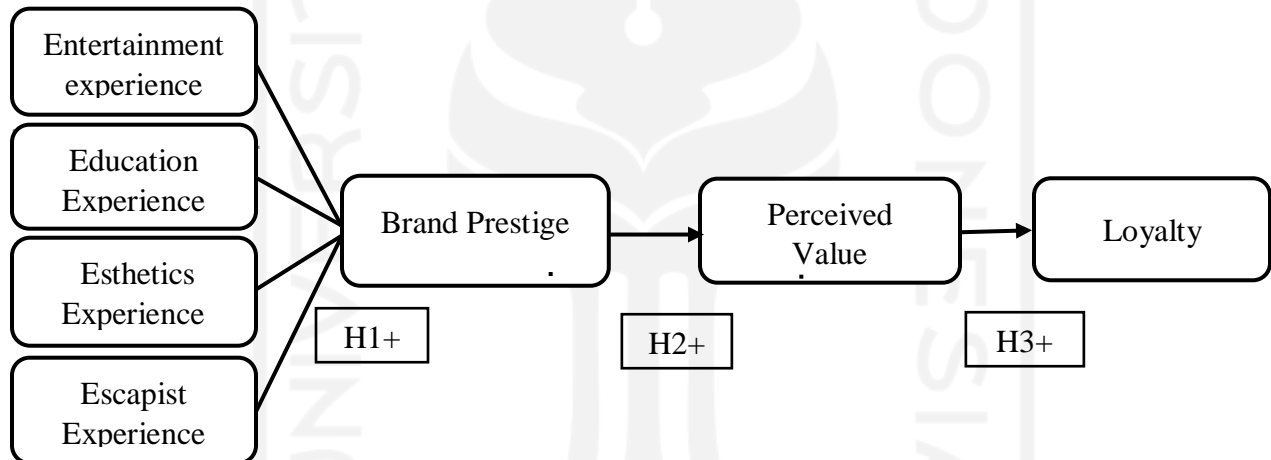 Entertainment
experience
Education
Experience
Esthetics
Experience
Escapist
Experience
Brand Prestige
Perceived
Value
Loyalty
H1+
H2+
H3+